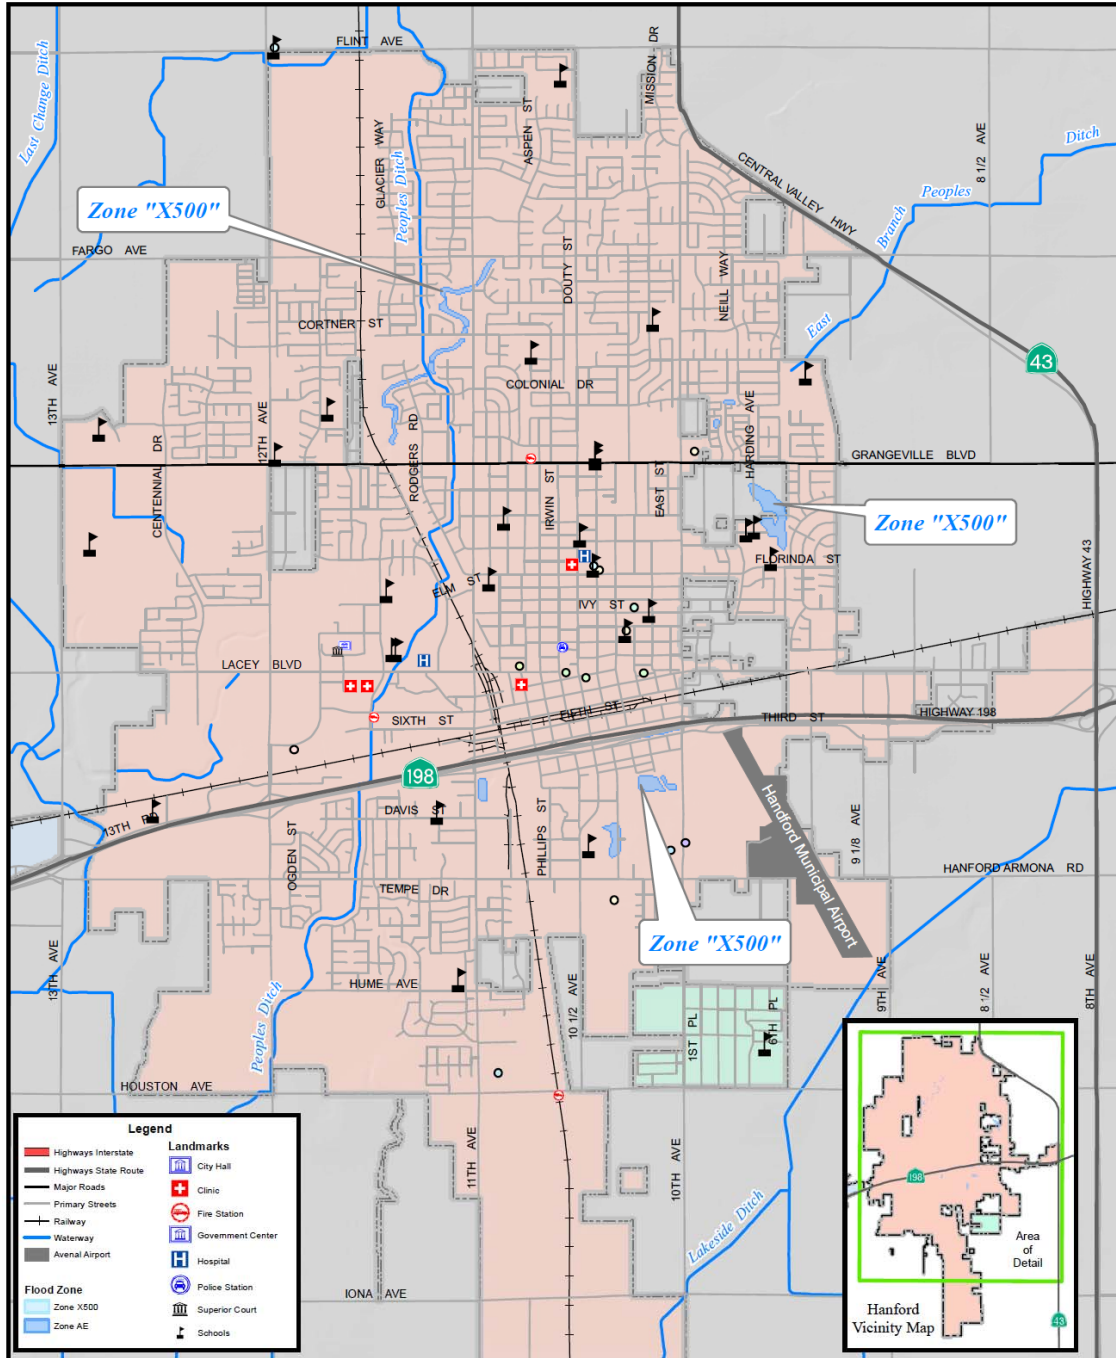 FLINT AVE
MISSION DR
Last Change Ditch
ASPEN ST
GLACIER WAY
Peoples Ditch
8 1/2 AVE
Ditch
Peoples
Branch
East
CENTRAL VALLEY HWY
Zone "X500"
FARGO AVE
DOUTY ST
NEILL WAY
CORTNER ST
43
13TH AVE
COLONIAL DR
12TH AVE
CENTENNIAL DR
RODGERS RD
HARDING AVE
GRANGEVILLE BLVD
IRWIN ST
EAST ST
Zone "X500"
H
FLORINDA ST
HIGHWAY 43
ELM ST
IVY ST
LACEY BLVD
H
SIXTH ST
FIFTH ST
THIRD ST
HIGHWAY 198
198
13TH RD
DAVIS ST
OGDEN ST
PHILLIPS ST
Handford Municipal Airport
9 1/8 AVE
HANFORD ARMONA RD
TEMPE DR
Zone "X500"
13TH AVE
HUME AVE
Peoples Ditch
10 1/2 AVE
1ST PL
6TH PL
9TH AVE
8 1/2 AVE
8TH AVE
HOUSTON AVE
11TH AVE
10TH AVE
Lakeside Ditch
IONA AVE
Legend
Highways Interstate
Highways State Route
Major Roads
Primary Streets
Railway
Waterway
Avenal Airport
Flood Zone
Zone X500
Zone AE
Landmarks
City Hall
Clinic
Fire Station
Government Center
H Hospital
Police Station
Superior Court
Schools
198
Area
of
Detail
Hanford
Vicinity Map
43